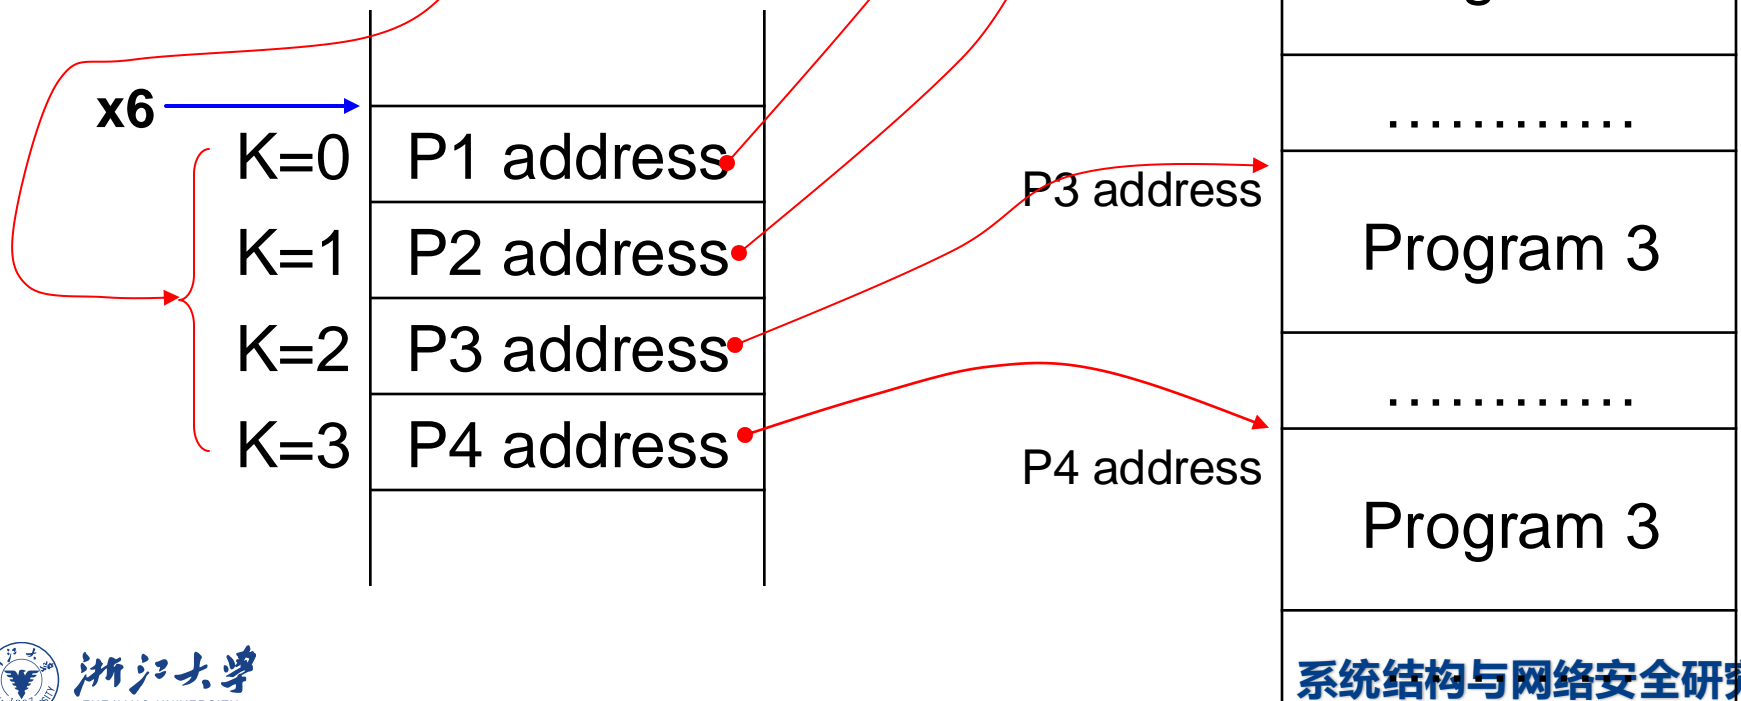 x6
K=0 P1 address
K=1 P2 address
K=2 P3 address
K=3 P4 address
…………
P3 address
Program 3
…………
P4 address
Program 3
浙江大学
系统结构与网络安全研